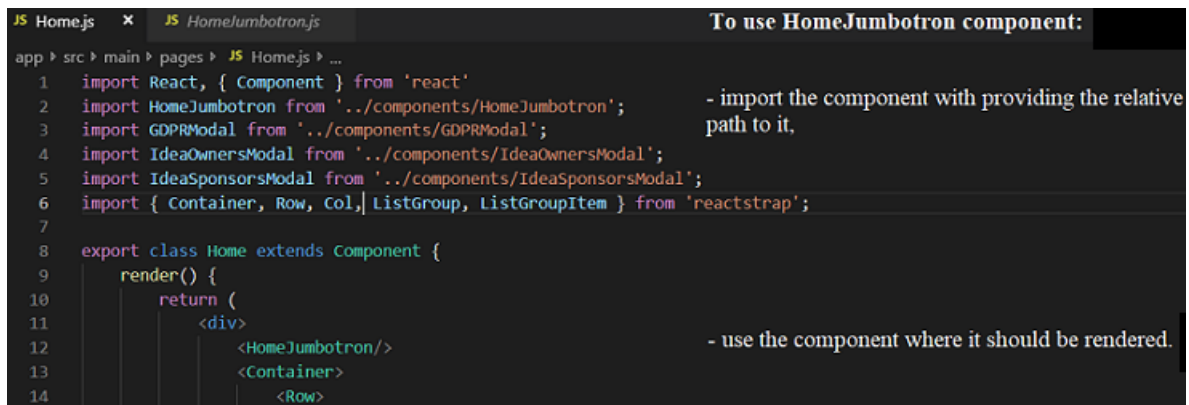 JS Home.js × JS HomeJumbotron.js
To use HomeJumbotron component:
app › src › main › pages › JS Home.js › ...
1 import React, { Component } from 'react'
2 import HomeJumbotron from '../components/HomeJumbotron';
- import the component with providing the relative
path to it,
3 import GDPRModal from '../components/GDPRModal';
4 import IdeaOwnersModal from '../components/IdeaOwnersModal';
5 import IdeaSponsorsModal from '../components/IdeaSponsorsModal';
6 import { Container, Row, Col, ListGroup, ListGroupItem } from 'reactstrap';
7
8 export class Home extends Component {
9 render() {
10 return (
11 <div>
12 <HomeJumbotron/>
- use the component where it should be rendered.
13 <Container>
14 <Row>